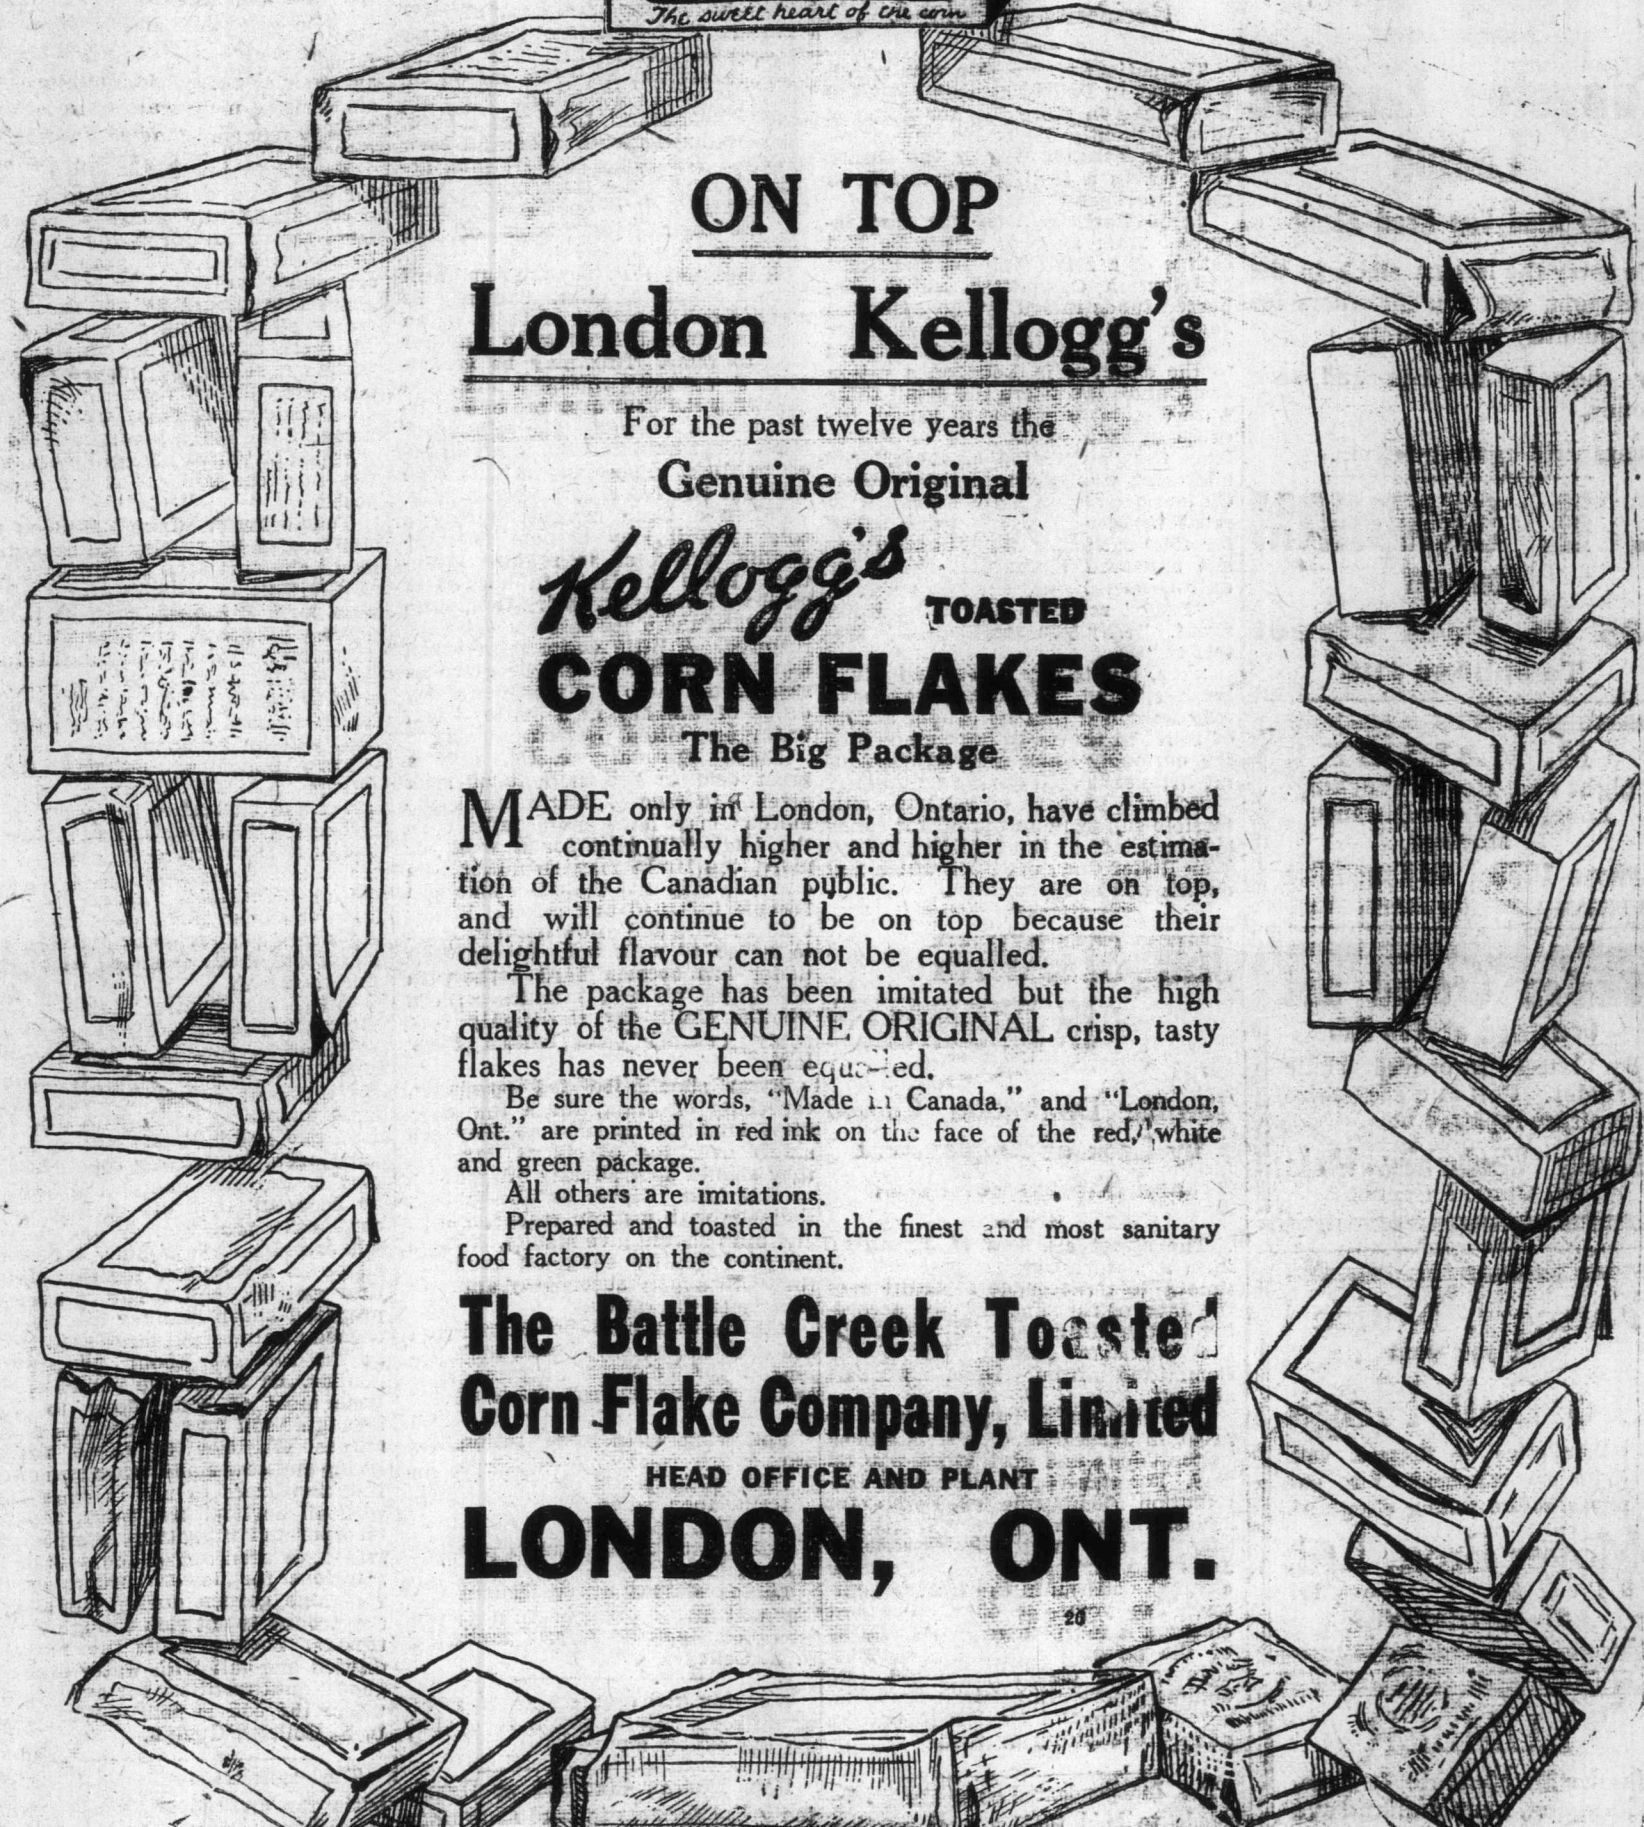 The sweet heart of the corn
ON TOP
London Kellogg's
For the past twelve years the
Genuine Original
Kellogg's TOASTED
CORN FLAKES
The Big Package
MADE only in London, Ontario, have climbed
continually higher and higher in the estima-
tion of the Canadian public. They are on top,
and will continue to be on top because their
delightful flavour can not be equalled.
The package has been imitated but the high
quality of the GENUINE ORIGINAL crisp, tasty
flakes has never been equalled.
Be sure the words, "Made in Canada," and "London,
Ont." are printed in red ink on the face of the red, white
and green package.
All others are imitations.
Prepared and toasted in the finest and most sanitary
food factory on the continent.
The Battle Creek Toasted
Corn Flake Company, Limited
HEAD OFFICE AND PLANT
LONDON, ONT.
20